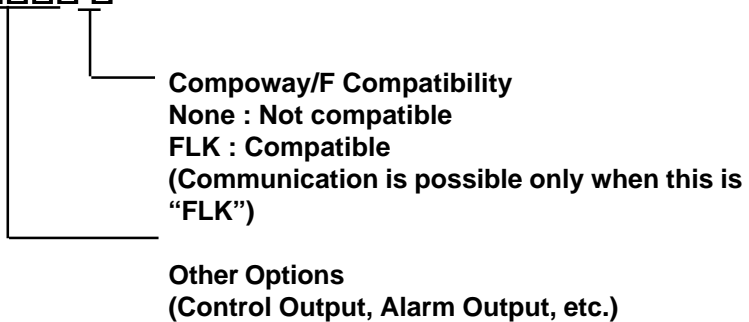 Compoway/F Compatibility
None : Not compatible
FLK : Compatible
(Communication is possible only when this is
“FLK”)
Other Options
(Control Output, Alarm Output, etc.)